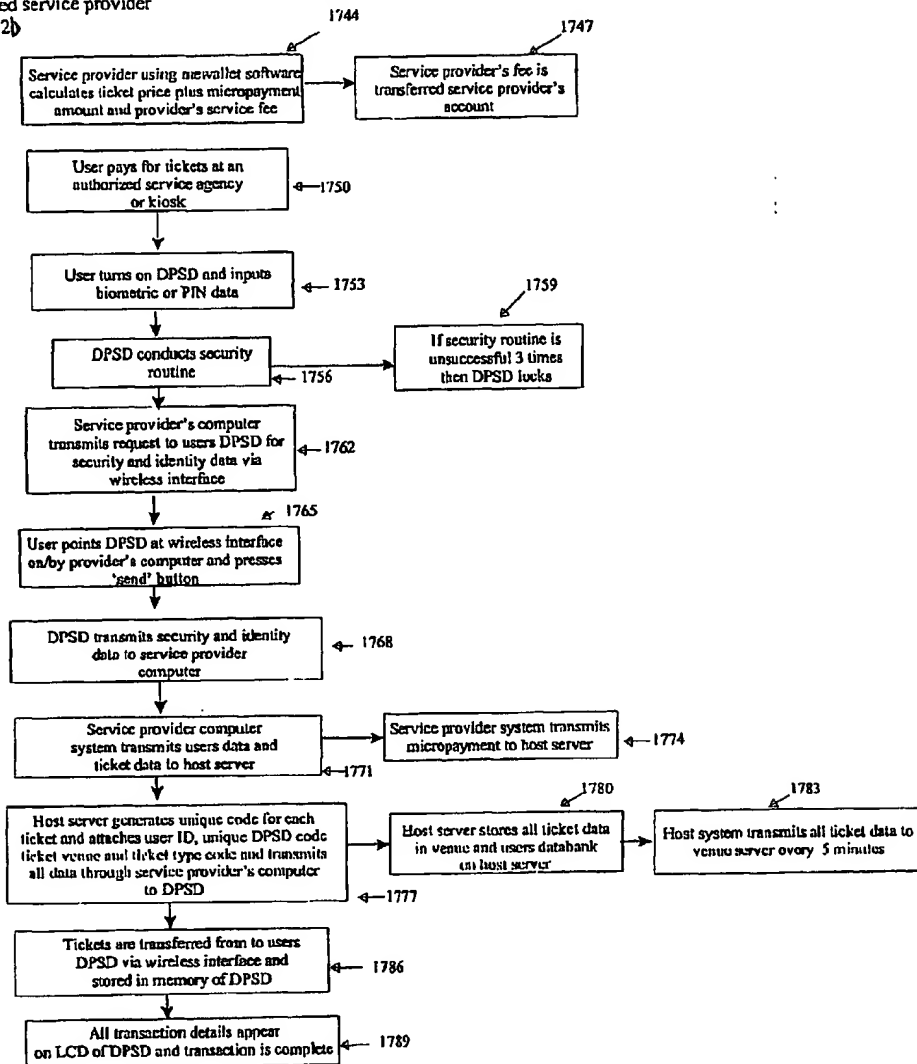 ed service provider
2b
1744
1747
Service provider using mewallet software
calculates ticket price plus micropayment
amount and provider's service fee
Service provider's fee is
transferred service provider's
account
User pays for tickets at an
authorized service agency
or kiosk
1750
User turns on DPSD and inputs
biometric or PIN data
1753
1759
DPSD conducts security
routine
1756
If security routine is
unsuccessful 3 times
then DPSD locks
Service provider's computer
transmits request to users DPSD for
security and identity data via
wireless interface
1762
1765
User points DPSD at wireless interface
on/by provider's computer and presses
'send' button
DPSD transmits security and identity
data to service provider
computer
1768
Service provider computer
system transmits users data and
ticket data to host server
1771
Service provider system transmits
micropayment to host server
1774
1780
1783
Host server generates unique code for each
ticket and attaches user ID, unique DPSD code
ticket venue and ticket type code and transmits
all data through service provider's computer
to DPSD
1777
Host server stores all ticket data
in venue and users databank
on host server
Host system transmits all ticket data to
venue server every 5 minutes
Tickets are transferred from to users
DPSD via wireless interface and
stored in memory of DPSD
1786
All transaction details appear
on LCD of DPSD and transaction is complete
1789